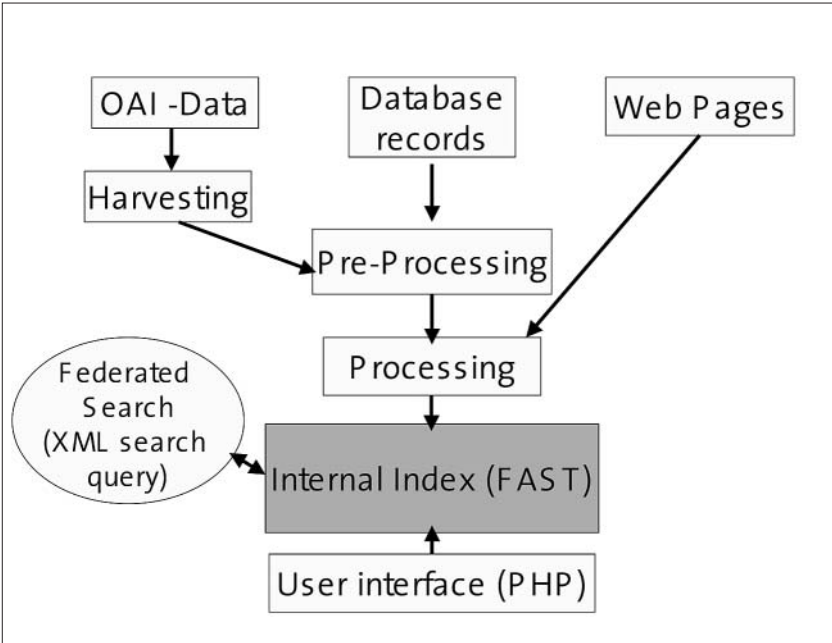 OAI -Data
Database
records
Web Pages
Harvesting
Pre-Processing
Processing
Federated
Search
(XML search
query)
Internal Index (FAST)
User interface (PHP)